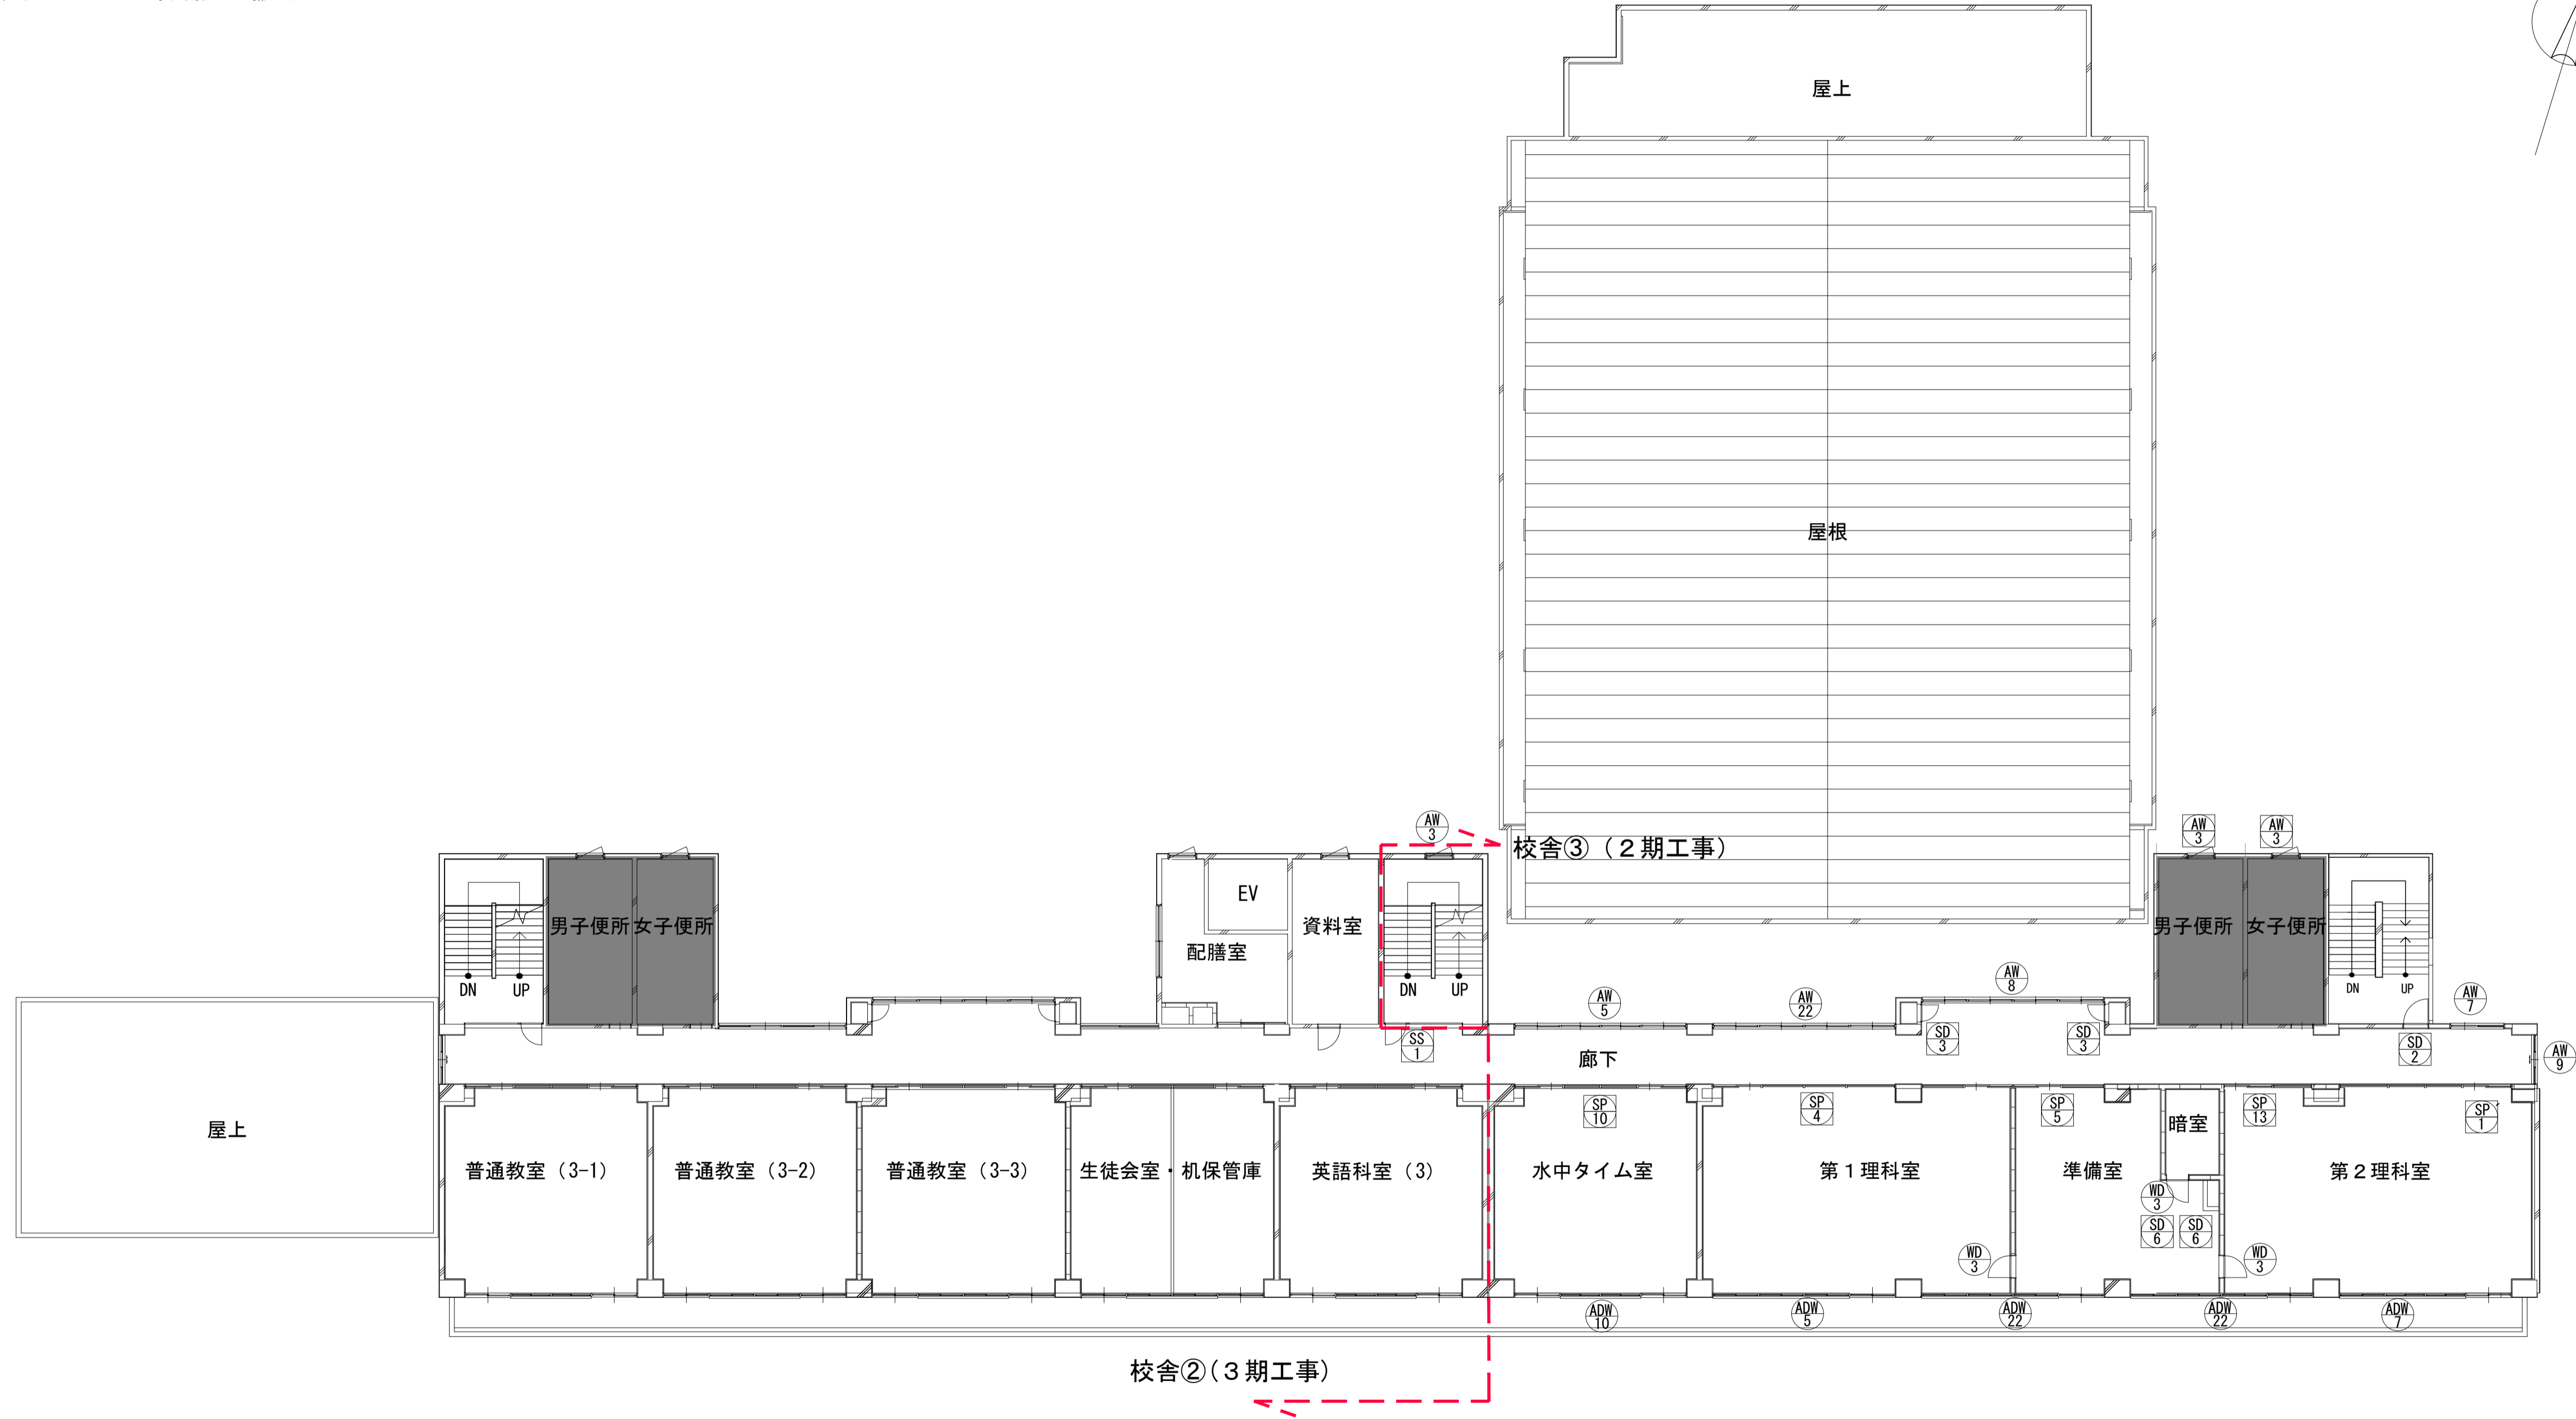 屋上
屋根
AW
3
校舎③（２期工事）
AW
3
AW
3
EV
男子便所
女子便所
資料室
男子便所
女子便所
配膳室
DN
UP
DN
UP
DN
UP
AW
5
AW
22
AW
8
AW
7
SS
1
廊下
SD
3
SD
3
SD
2
AW
9
屋上
SP
10
SP
4
SP
5
暗室
SP
13
SP
1
普通教室（3-1）
普通教室（3-2）
普通教室（3-3）
生徒会室・机保管庫
英語科室（3）
水中タイム室
第１理科室
準備室
第２理科室
WD
3
SD
6
SD
6
WD
3
WD
3
ADW
10
ADW
5
ADW
22
ADW
22
ADW
7
校舎②（３期工事）